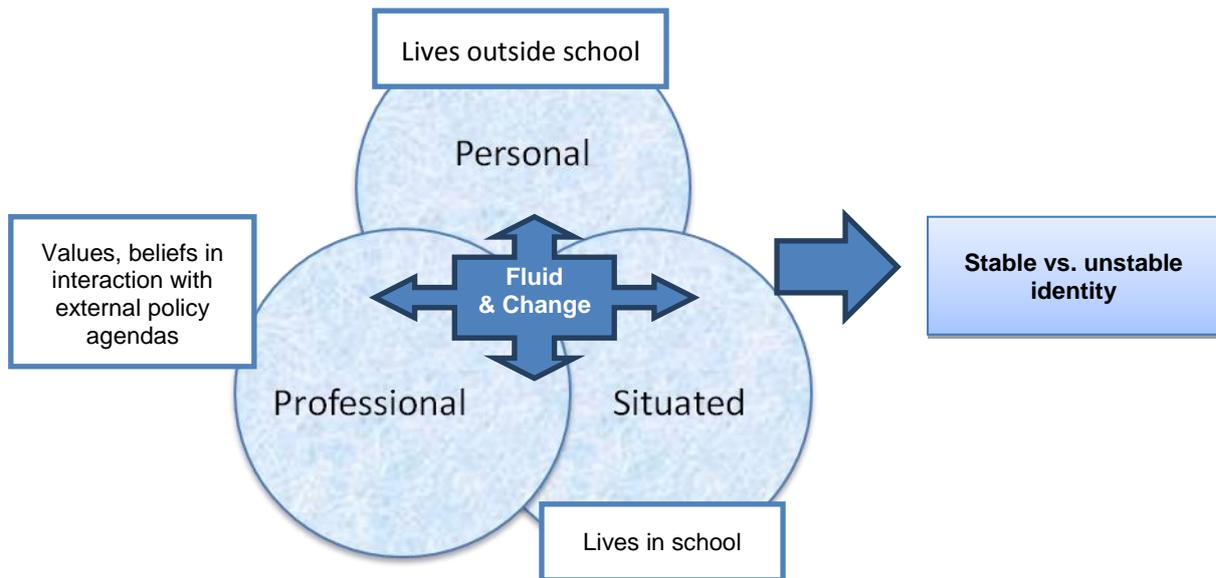 Lives outside school
Personal
Values, beliefs in
interaction with
external policy
agendas
Fluid
& Change
Stable vs. unstable
identity
Professional
Situated
Lives in school